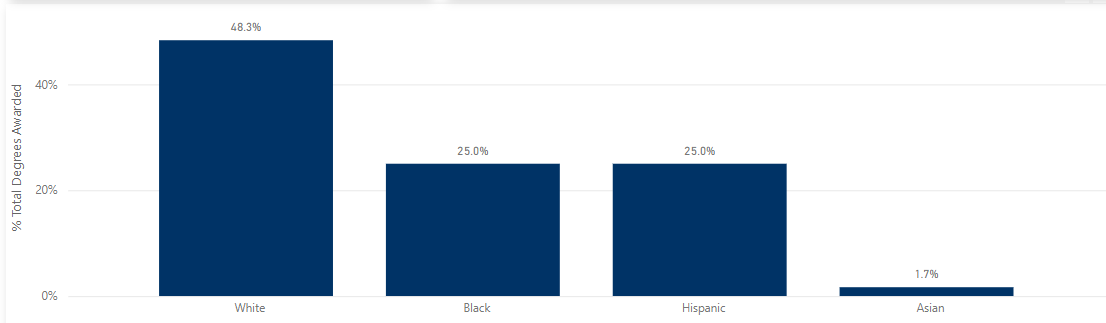 % Total Degrees Awarded
40%
20%
0%
48.3%
25.0%
25.0%
1.7%
White
Black
Hispanic
Asian